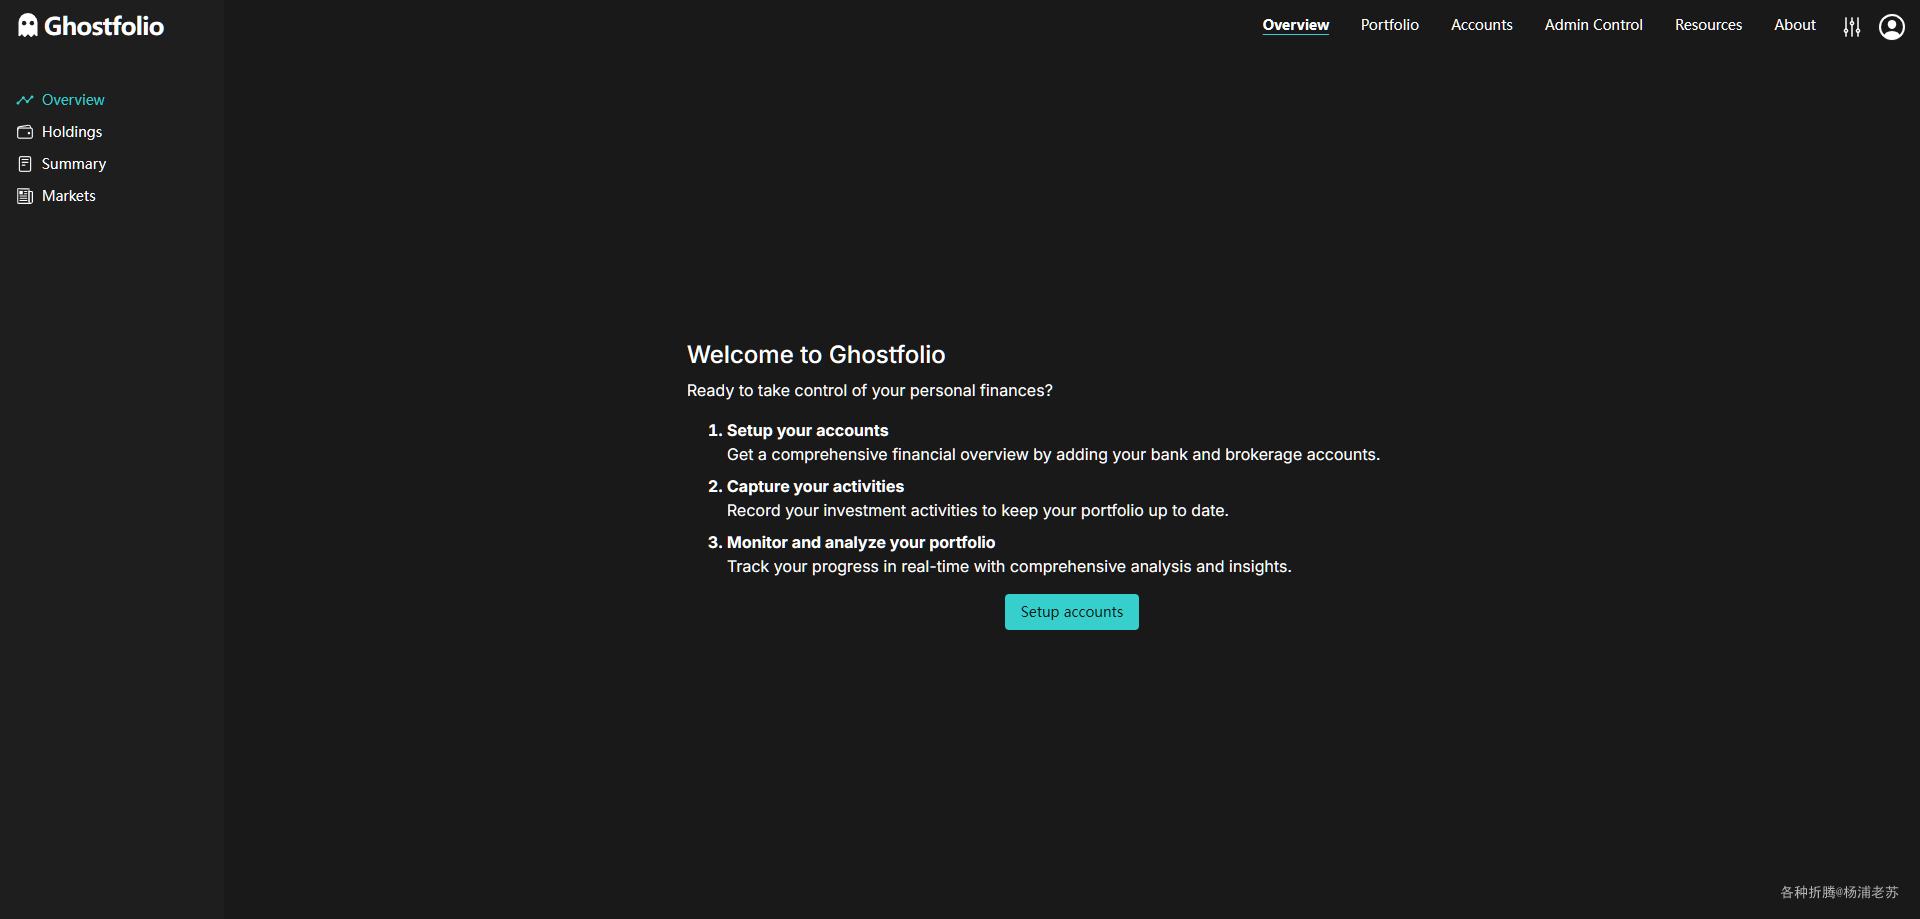 Ghostfolio
Overview Portfolio Accounts Admin Control Resources About
Overview
Holdings
Summary
Markets
Welcome to Ghostfolio
Ready to take control of your personal finances?
1. Setup your accounts
Get a comprehensive financial overview by adding your bank and brokerage accounts.
2. Capture your activities
Record your investment activities to keep your portfolio up to date.
3. Monitor and analyze your portfolio
Track your progress in real-time with comprehensive analysis and insights.
Setup accounts
各种折腾@杨浦老苏